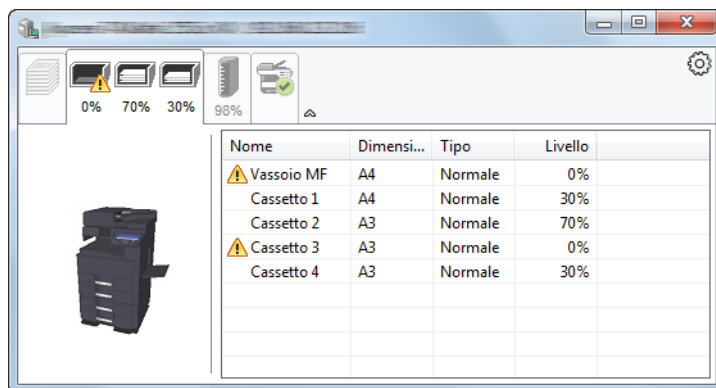 0% 70% 30% 98%
Nome Dimensi... Tipo Livello
Vassoio MF A4 Normale 0%
Cassetto 1 A4 Normale 30%
Cassetto 2 A3 Normale 70%
Cassetto 3 A3 Normale 0%
Cassetto 4 A3 Normale 30%